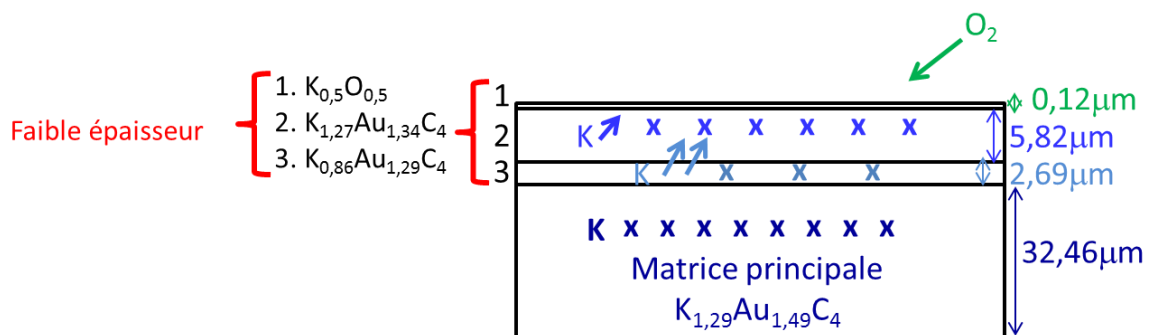 O₂
Faible épaisseur
1. K₀,₅O₀,₅
2. K₁,₂₇Au₁,₃₄C₄
3. K₀,₈₆Au₁,₂₉C₄
1
0,12µm
2
K x x x x x x
5,82µm
3
K x x x
2,69µm
K x x x x x x x x
Matrice principale
K₁,₂₉Au₁,₄₉C₄
32,46µm